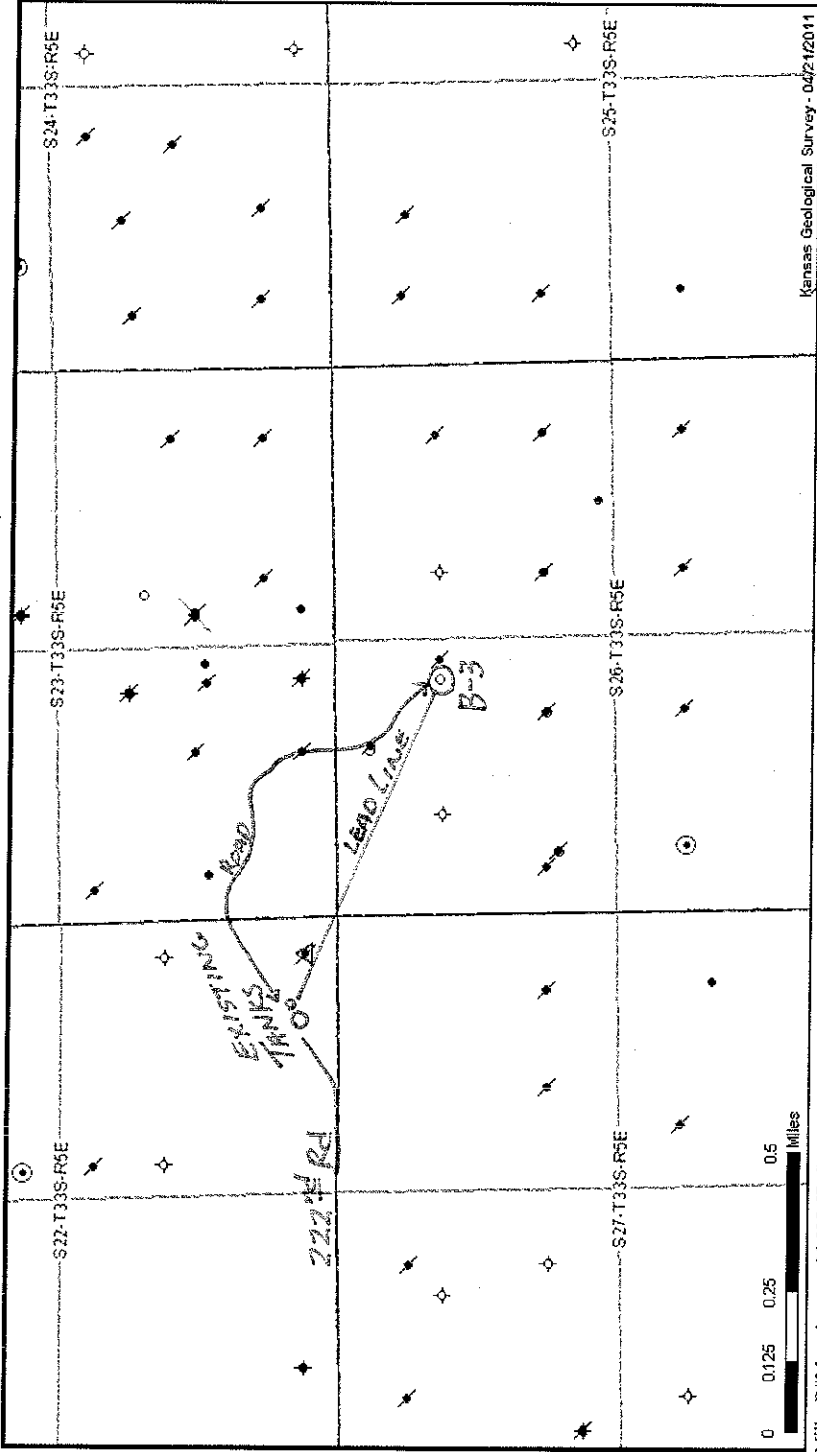 S24-T33S-R5E
S23-T33S-R5E
S22-T33S-R5E
EXISTING
TANKS
ROAD
222nd Rd
LEAD LINE
B-3
S25-T33S-R5E
S26-T33S-R5E
S27-T33S-R5E
0 0.125 0.25 0.5
Miles
Kansas Geological Survey - 04/21/2011